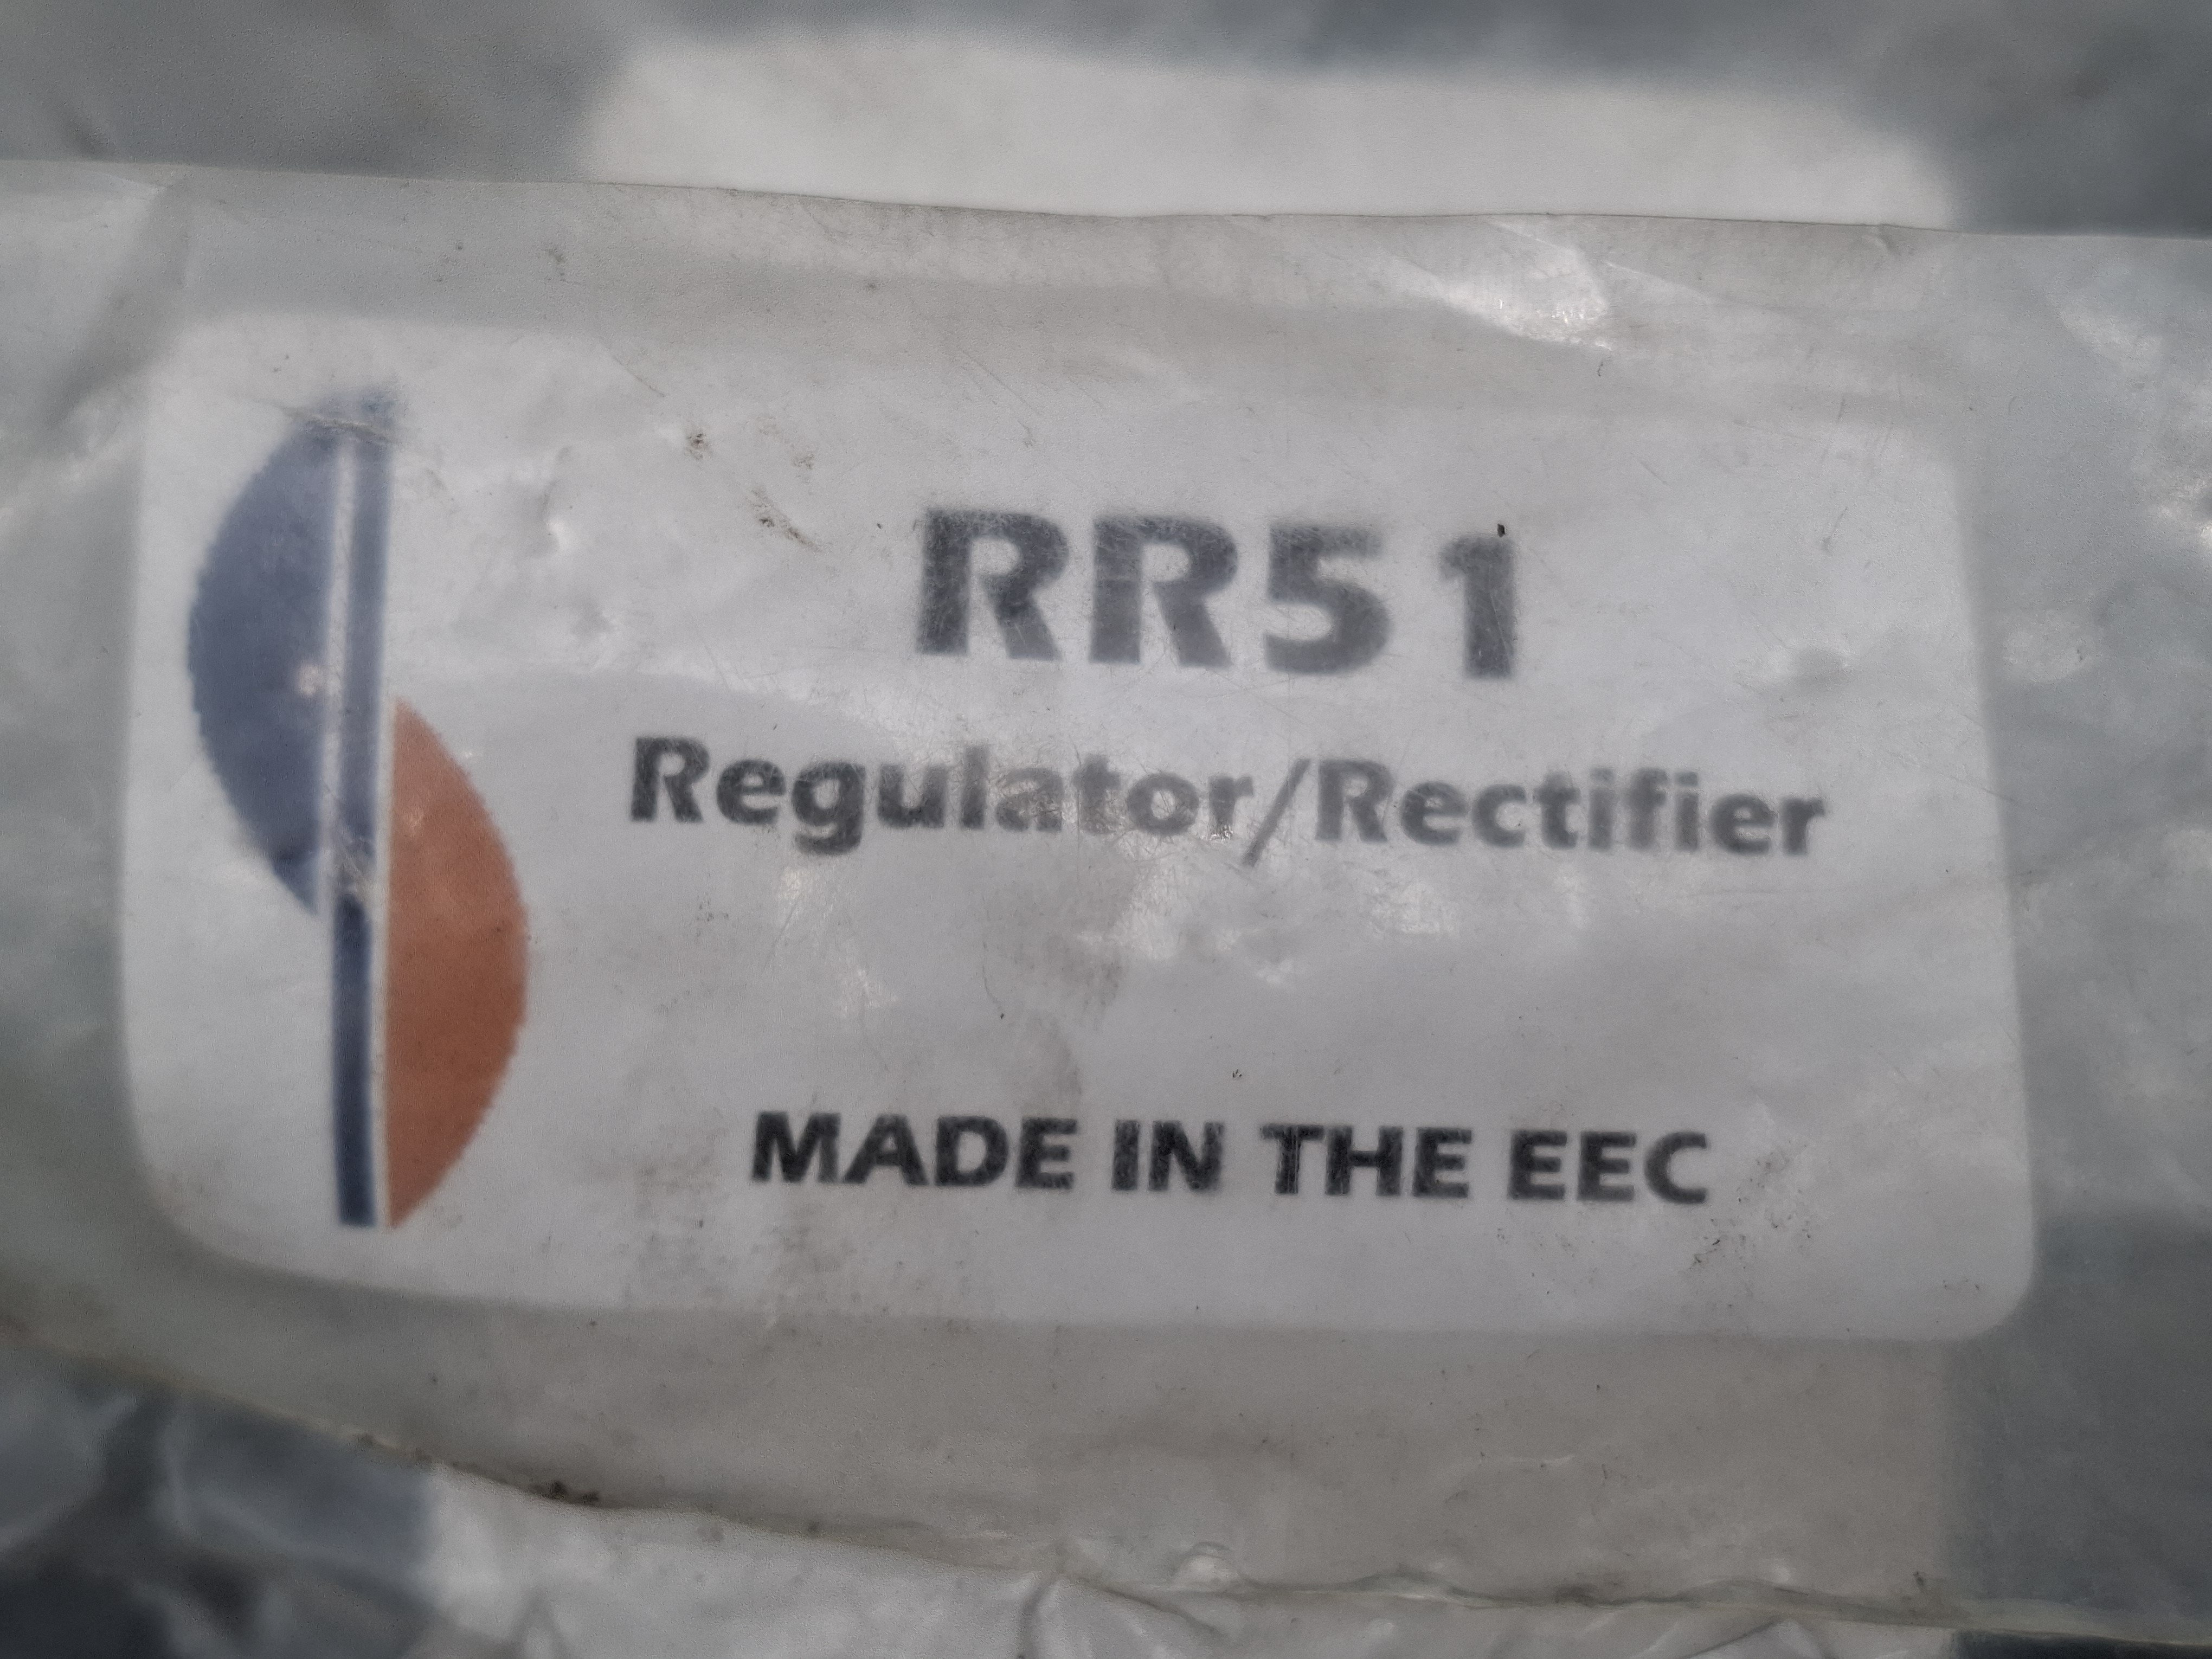 RR51
Regulator/Rectifier
MADE IN THE EEC